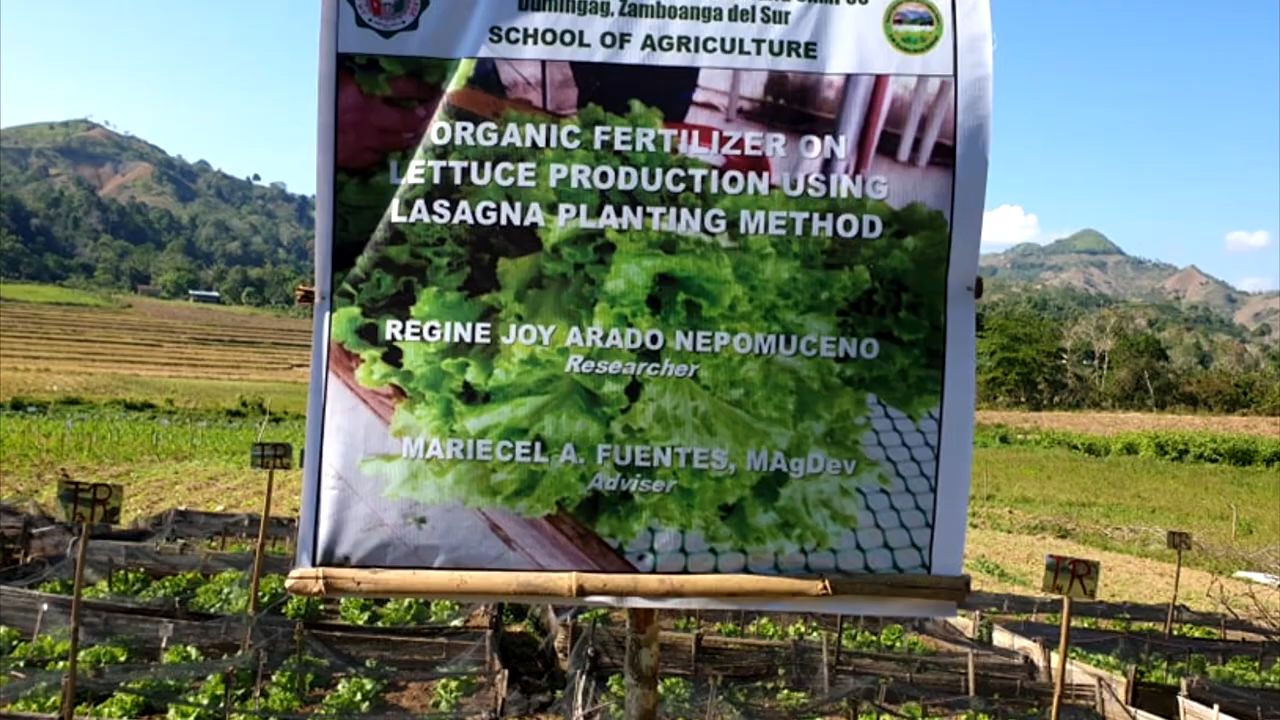 Dumingag, Zamboanga del Sur
SCHOOL OF AGRICULTURE
ORGANIC FERTILIZER ON
LETTUCE PRODUCTION USING
LASAGNA PLANTING METHOD
REGINE JOY ARADO NEPOMUCENO
Researcher
MARIECEL A. FUENTES, MAgDev
Adviser